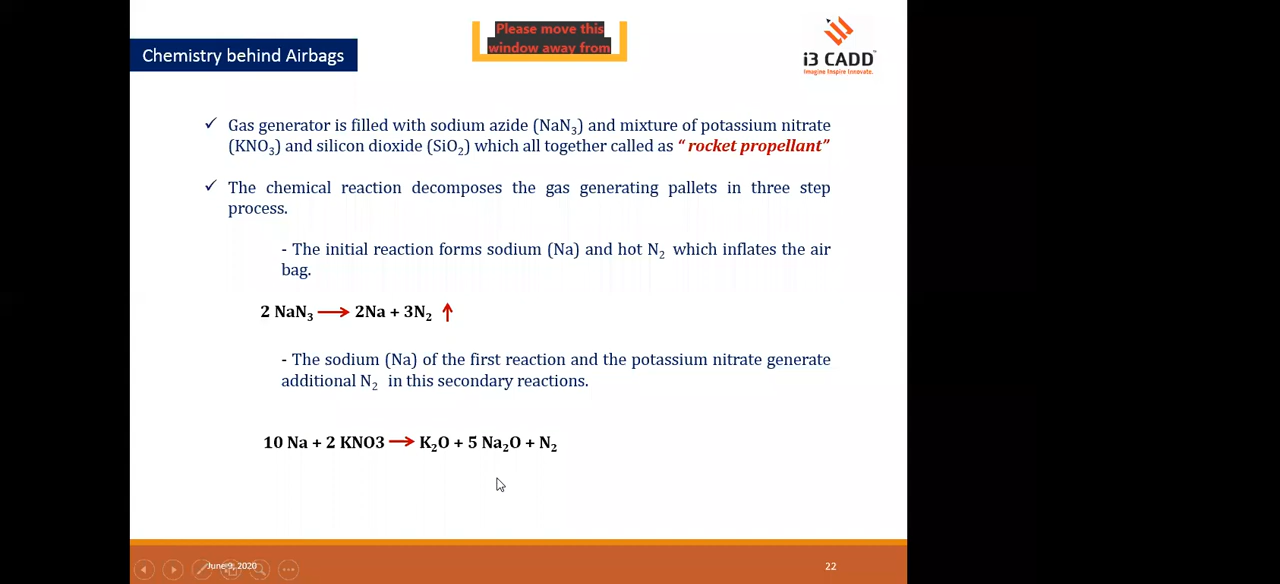 Please move this
window away from
Chemistry behind Airbags
i3 CADD™
Imagine Inspire Innovate.
✓ Gas generator is filled with sodium azide (NaN₃) and mixture of potassium nitrate
(KNO₃) and silicon dioxide (SiO₂) which all together called as “ rocket propellant”
✓ The chemical reaction decomposes the gas generating pallets in three step
process.
- The initial reaction forms sodium (Na) and hot N₂ which inflates the air
bag.
2 NaN₃ → 2Na + 3N₂ ↑
- The sodium (Na) of the first reaction and the potassium nitrate generate
additional N₂ in this secondary reactions.
10 Na + 2 KNO3 → K₂O + 5 Na₂O + N₂
June 9, 2020
22